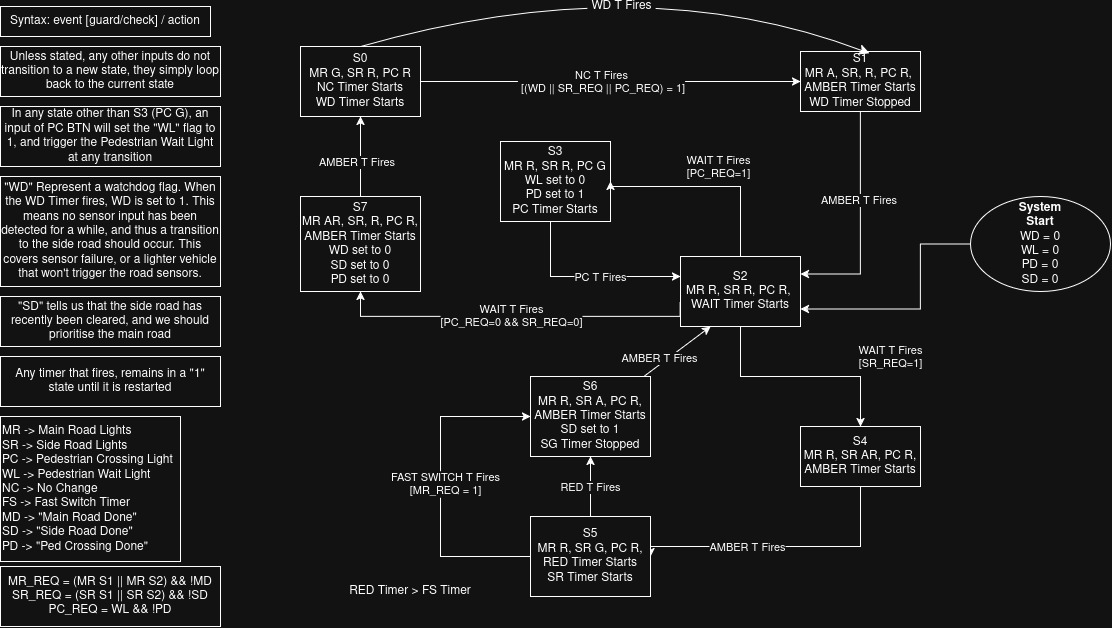 Syntax: event [guard/check] / action
Unless stated, any other inputs do not
transition to a new state, they simply loop
back to the current state
In any state other than S3 (PC G), an
input of PC BTN will set the "WL" flag to
1, and trigger the Pedestrian Wait Light
at any transition
"WD" Represent a watchdog flag. When
the WD Timer fires, WD is set to 1. This
means no sensor input has been
detected for a while, and thus a transition
to the side road should occur. This
covers sensor failure, or a lighter vehicle
that won't trigger the road sensors.
"SD" tells us that the side road has
recently been cleared, and we should
prioritise the main road
Any timer that fires, remains in a "1"
state until it is restarted
MR -> Main Road Lights
SR -> Side Road Lights
PC -> Pedestrian Crossing Light
WL -> Pedestrian Wait Light
NC -> No Change
FS -> Fast Switch Timer
MD -> "Main Road Done"
SD -> "Side Road Done"
PD -> "Ped Crossing Done"
MR_REQ = (MR S1 || MR S2) && !MD
SR_REQ = (SR S1 || SR S2) && !SD
PC_REQ = WL && !PD
WD T Fires
S0
MR G, SR R, PC R
NC Timer Starts
WD Timer Starts
NC T Fires
[(WD || SR_REQ || PC_REQ) = 1]
S1
MR A, SR, R, PC R,
AMBER Timer Starts
WD Timer Stopped
AMBER T Fires
S3
MR R, SR R, PC G
WL set to 0
PD set to 1
PC Timer Starts
WAIT T Fires
[PC_REQ=1]
AMBER T Fires
System
Start
WD = 0
WL = 0
PD = 0
SD = 0
S7
MR AR, SR, R, PC R,
AMBER Timer Starts
WD set to 0
SD set to 0
PD set to 0
PC T Fires
S2
MR R, SR R, PC R,
WAIT Timer Starts
WAIT T Fires
[PC_REQ=0 && SR_REQ=0]
AMBER T Fires
WAIT T Fires
[SR_REQ=1]
S6
MR R, SR A, PC R,
AMBER Timer Starts
SD set to 1
SG Timer Stopped
S4
MR R, SR AR, PC R,
AMBER Timer Starts
FAST SWITCH T Fires
[MR_REQ = 1]
RED T Fires
S5
MR R, SR G, PC R,
RED Timer Starts
SR Timer Starts
AMBER T Fires
RED Timer > FS Timer